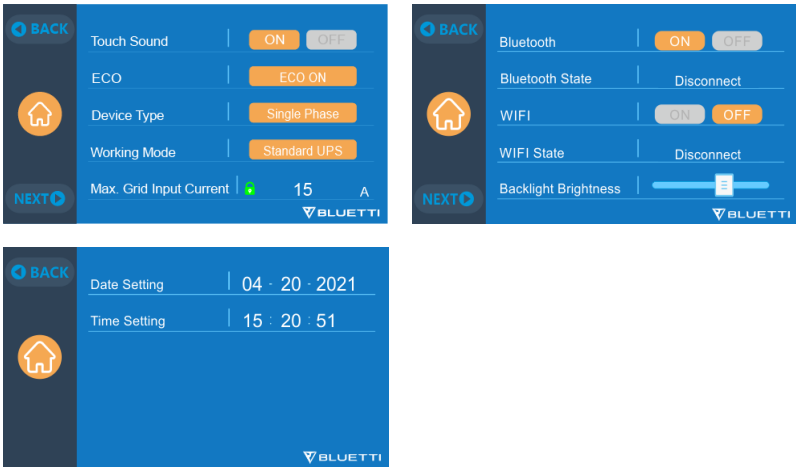 BACK
Touch Sound ON OFF
ECO ECO ON
Device Type Single Phase
Working Mode Standard UPS
Max. Grid Input Current 15 A
NEXT
BLUETTI
BACK
Bluetooth ON OFF
Bluetooth State Disconnect
WIFI ON OFF
WIFI State Disconnect
Backlight Brightness
NEXT
BLUETTI
BACK
Date Setting 04 - 20 - 2021
Time Setting 15 : 20 : 51
BLUETTI